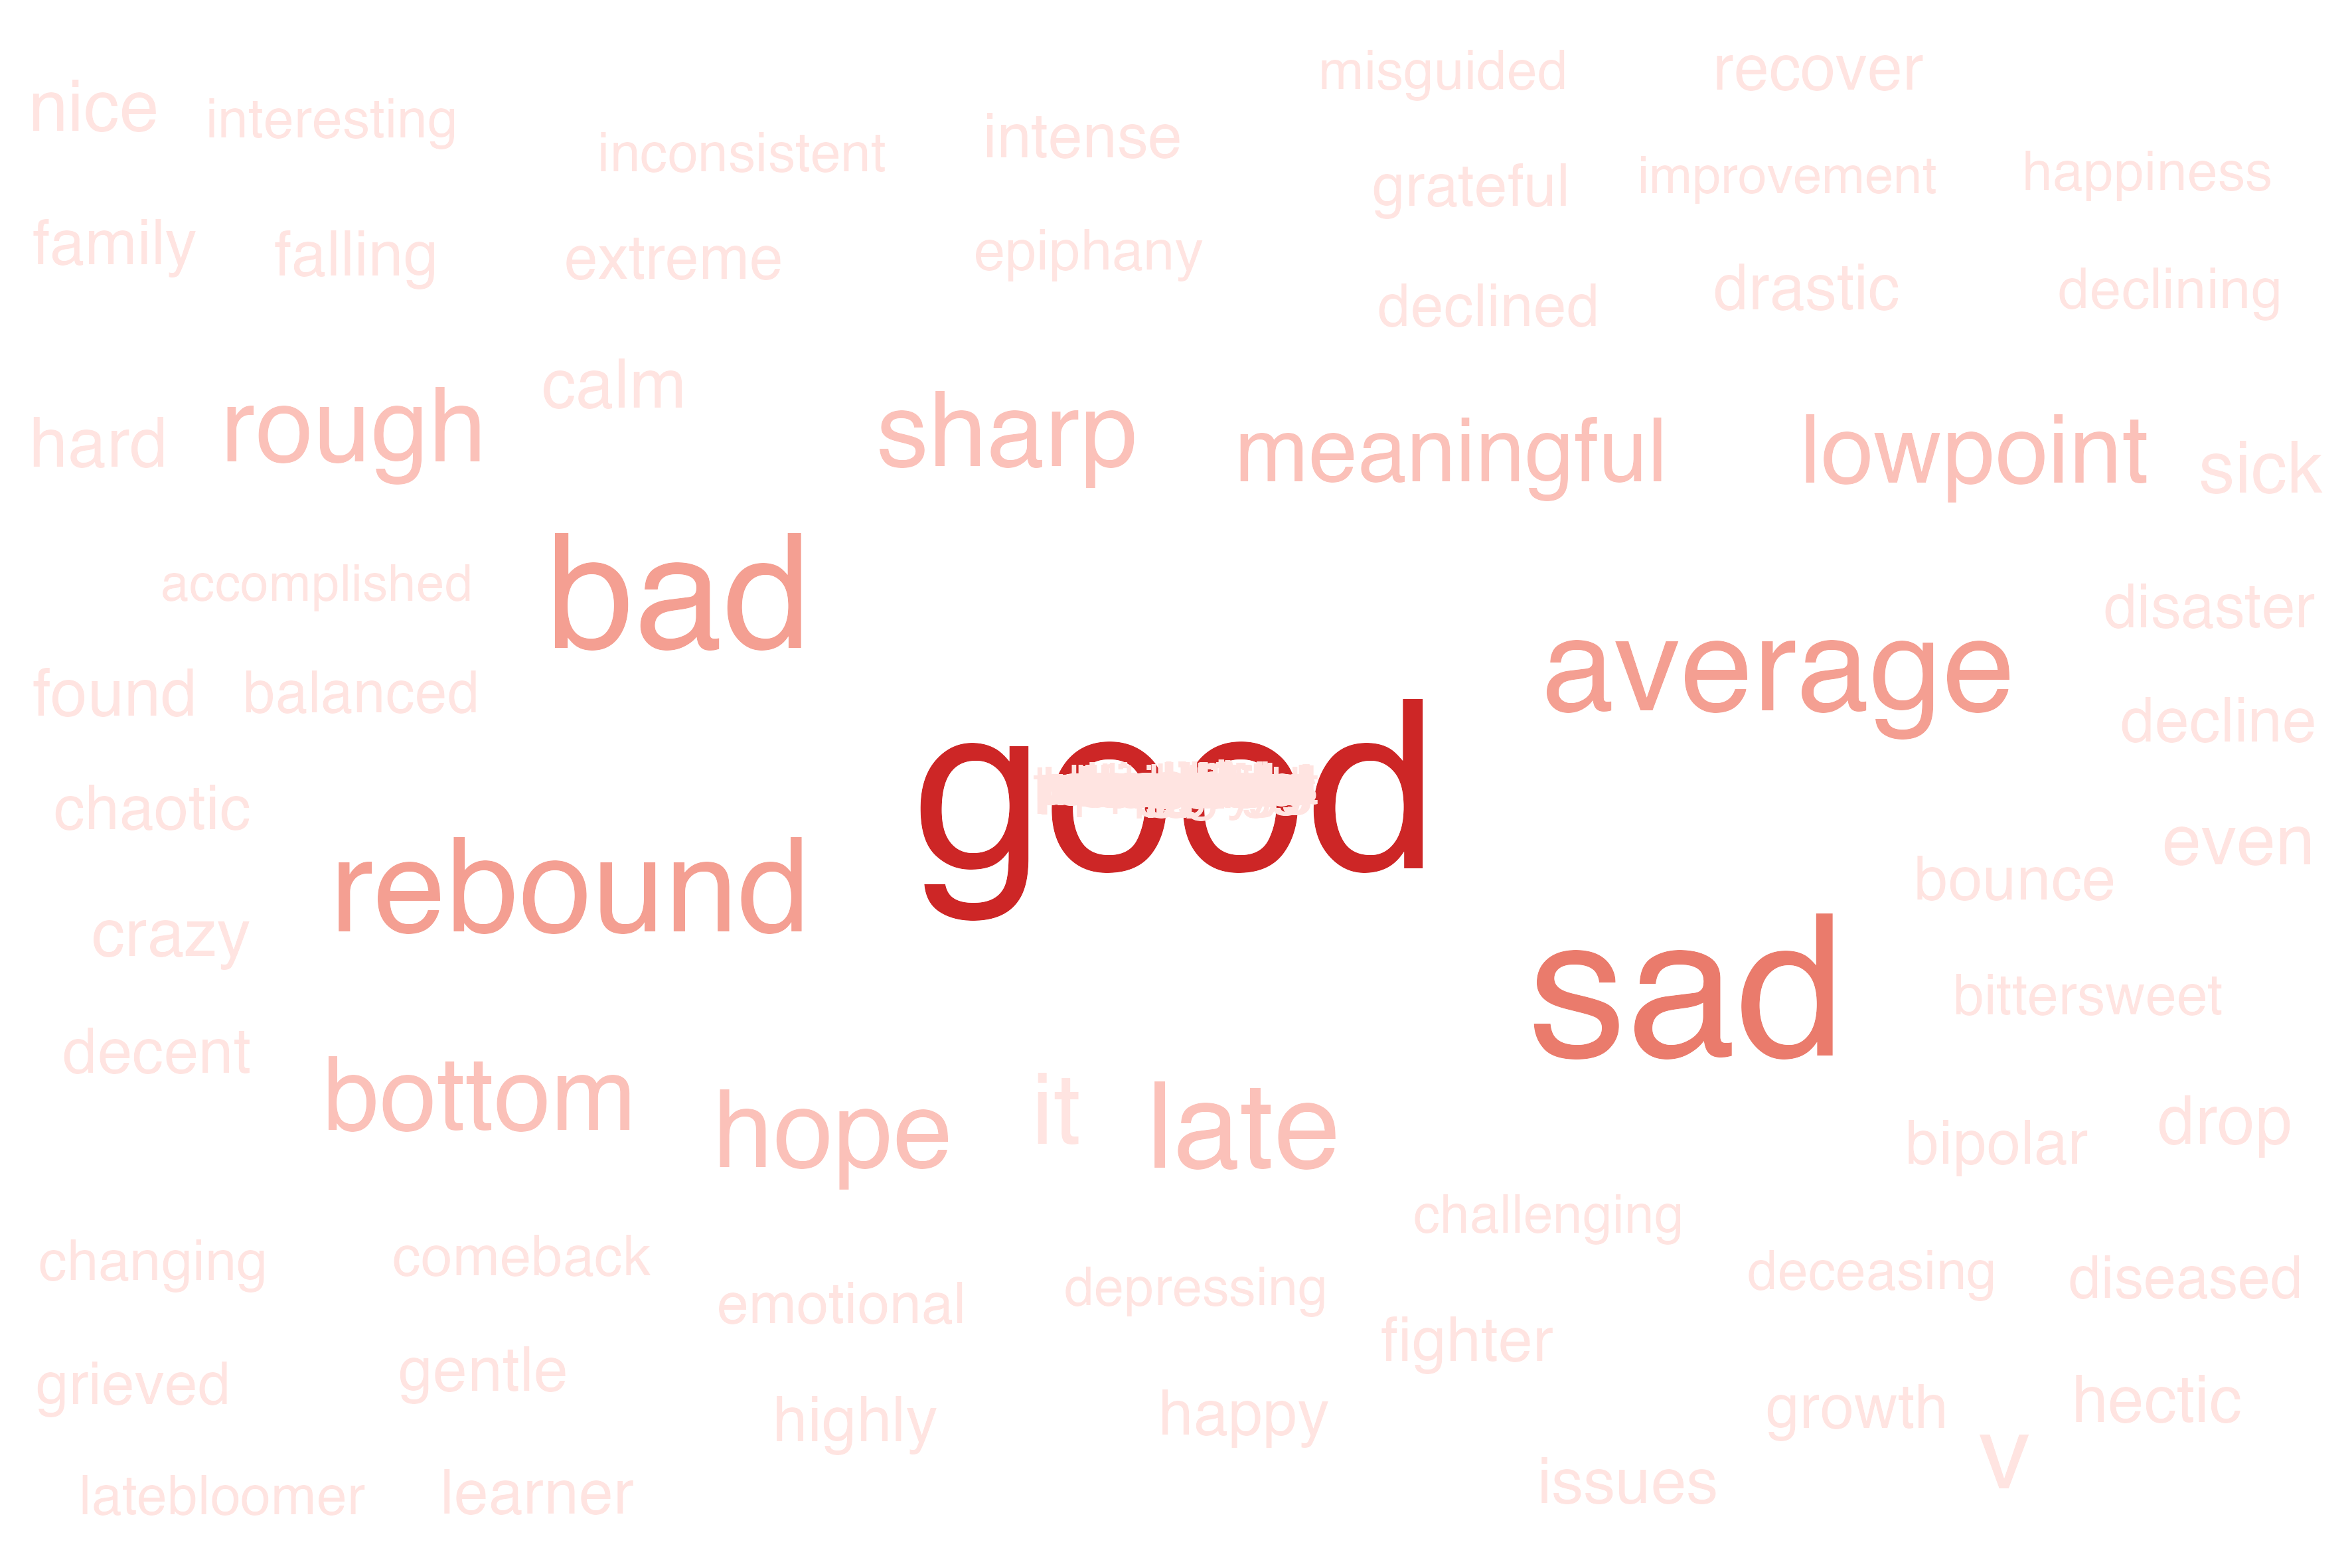 misguided recover
nice interesting inconsistent intense
grateful improvement happiness
family falling extreme epiphany
declined drastic declining
calm
hard rough sharp meaningful lowpoint sick
accomplished bad disaster
average
found balanced decline
good
chaotic even
rebound bounce
crazy sad
bittersweet
decent bottom hope it late
bipolar drop
challenging
changing comeback emotional depressing deceasing diseased
fighter
grieved gentle highly happy growth hectic
v
latebloomer learner issues